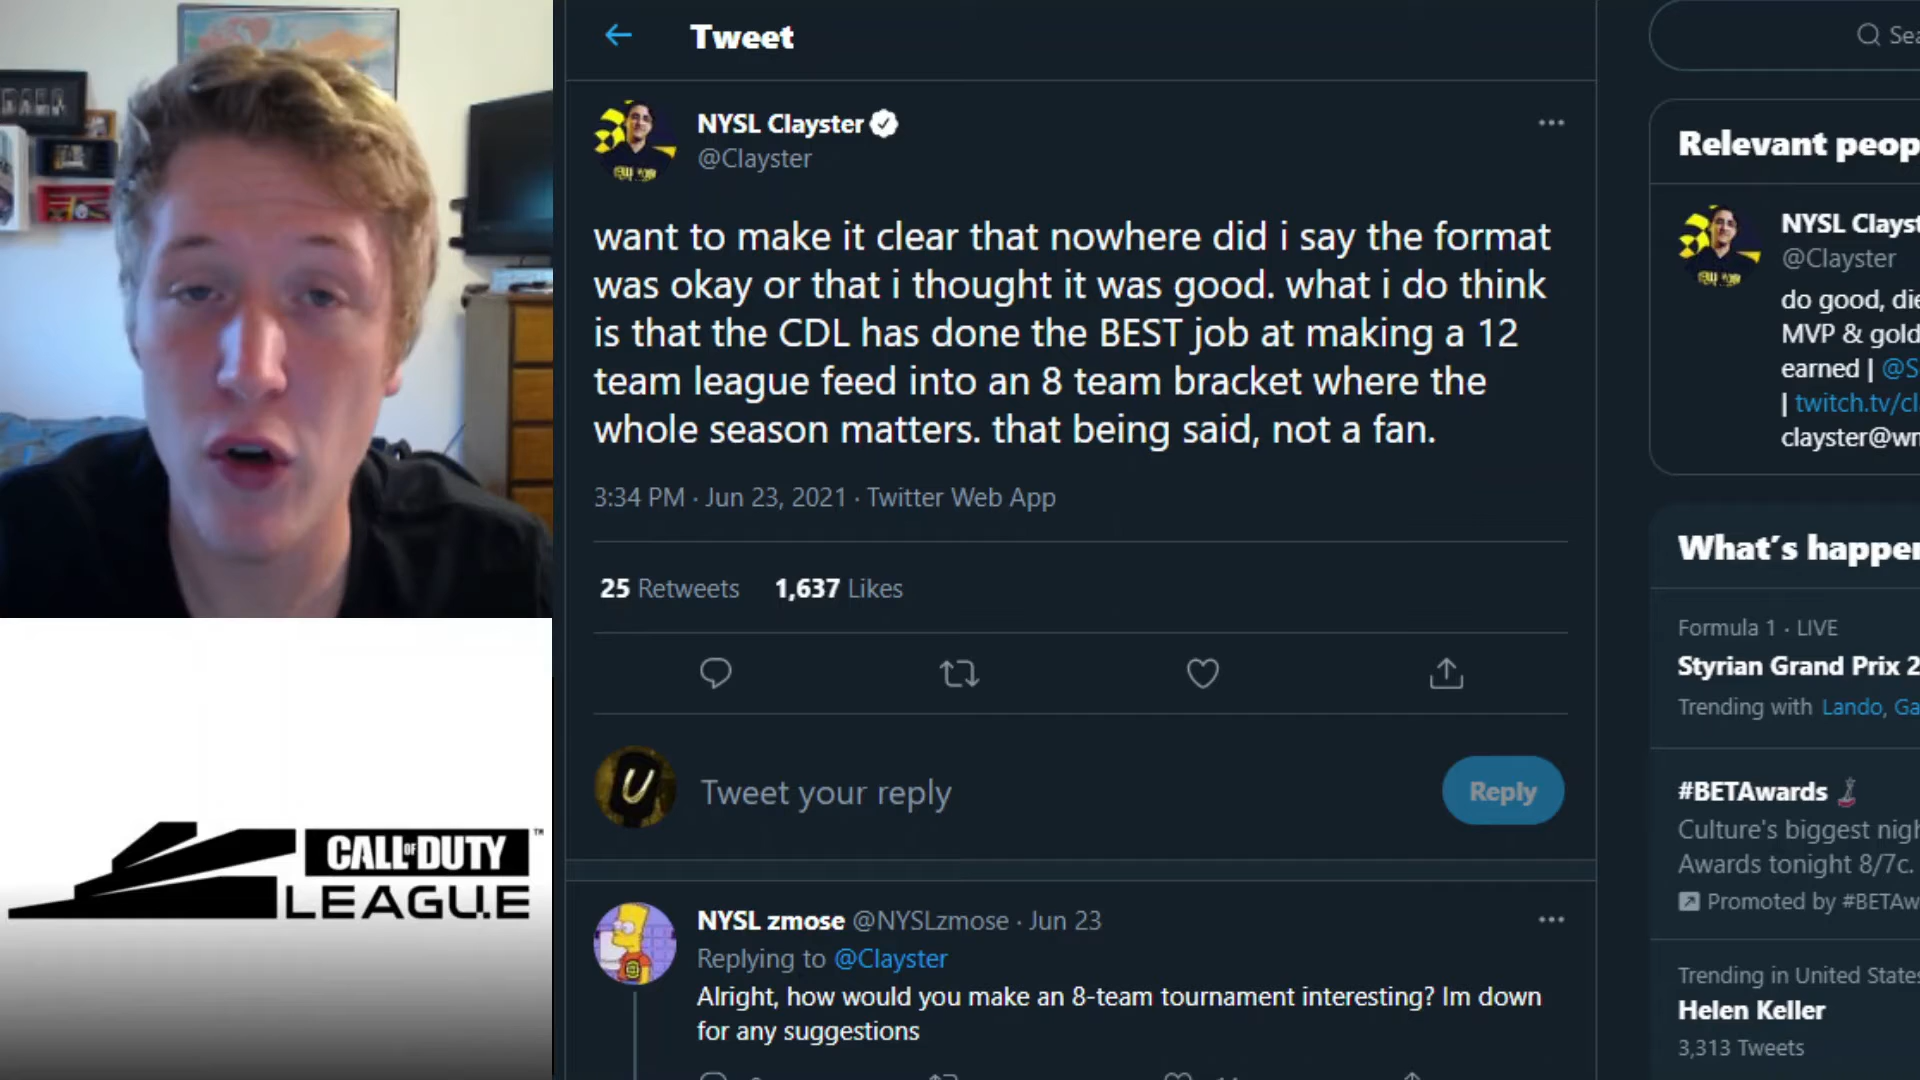 Tweet
NYSL Clayster
@Clayster
want to make it clear that nowhere did i say the format
was okay or that i thought it was good. what i do think
is that the CDL has done the BEST job at making a 12
team league feed into an 8 team bracket where the
whole season matters. that being said, not a fan.
3:34 PM · Jun 23, 2021 · Twitter Web App
25 Retweets 1,637 Likes
Tweet your reply
Reply
NYSL zmose @NYSLzmose · Jun 23
Replying to @Clayster
Alright, how would you make an 8-team tournament interesting? Im down
for any suggestions
CALL OF DUTY ™
LEAGUE
Sea
Relevant peop
NYSL Clayst
@Clayster
do good, die
MVP & gold
earned | @S
| twitch.tv/cl
clayster@wn
What's happen
Formula 1 · LIVE
Styrian Grand Prix 2
Trending with Lando, Ga
#BETAwards
Culture's biggest nigh
Awards tonight 8/7c.
Promoted by #BETAw
Trending in United States
Helen Keller
3,313 Tweets